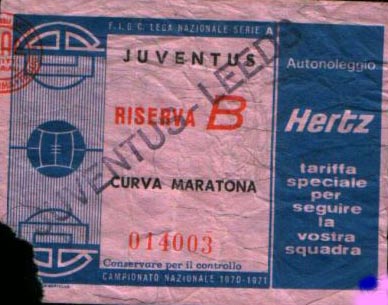 F.I.G.C. LEGA NAZIONALE SERIE A
JUVENTUS
RISERVA B
JUVENTUS - LEEDS
CURVA MARATONA
014003
Conservare per il controllo
CAMPIONATO NAZIONALE 1970-1971
Autonoleggio
Hertz
tariffa
speciale
per
seguire
la
vostra
squadra